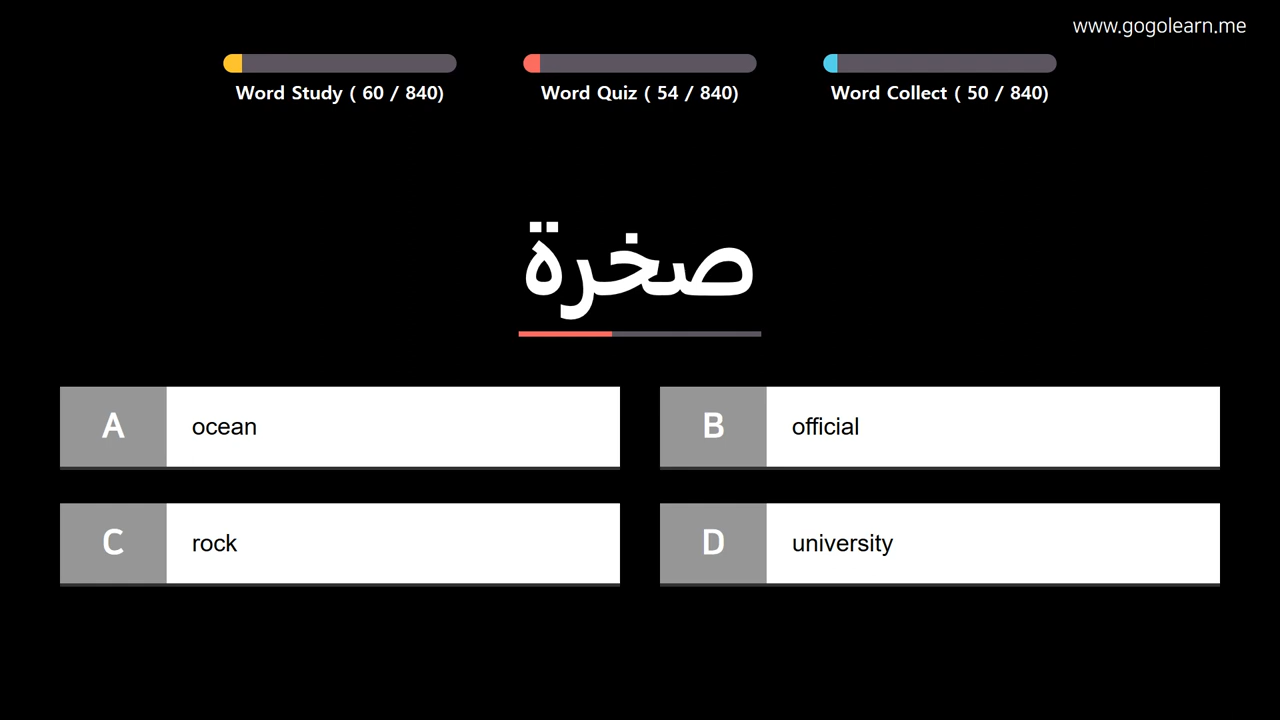 www.gogolearn.me
Word Study ( 60 / 840)
Word Quiz ( 54 / 840)
Word Collect ( 50 / 840)
صخرة
A ocean
B official
C rock
D university